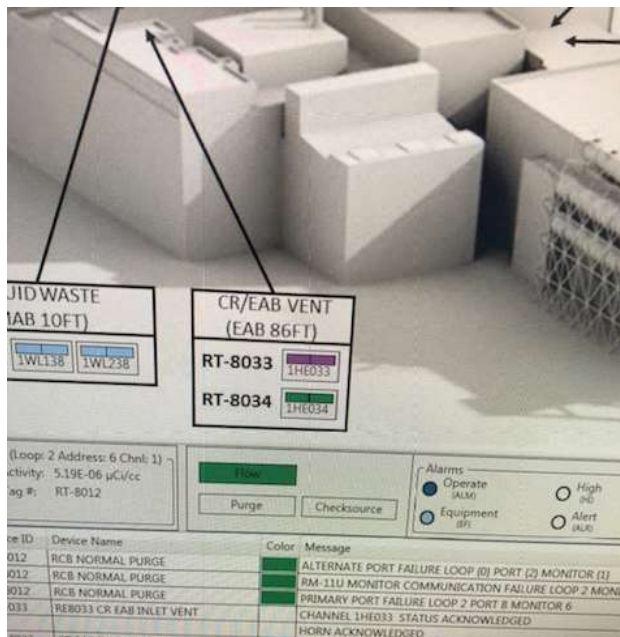 UID WASTE
AB 10FT)
1WL138 1WL238
CR/EAB VENT
(EAB 86FT)
RT-8033 1HE033
RT-8034 1HE034
(Loop: 2 Address: 6 Chnl: 1)
ctivity: 5.19E-06 µCi/cc
ag #: RT-8012
Flow
Purge Checksource
Alarms
Operate (ALM) High (HI)
Equipment (EF) Alert (ALR)
ce ID Device Name Color Message
8012 RCB NORMAL PURGE ALTERNATE PORT FAILURE LOOP (0) PORT (2) MONITOR (1)
8012 RCB NORMAL PURGE RM-11U MONITOR COMMUNICATION FAILURE LOOP 2 MONI
8012 RCB NORMAL PURGE PRIMARY PORT FAILURE LOOP 2 PORT 8 MONITOR 6
033 RE8033 CR EAB INLET VENT CHANNEL 1HE033 STATUS ACKNOWLEDGED
HORN ACKNOWLEDGED